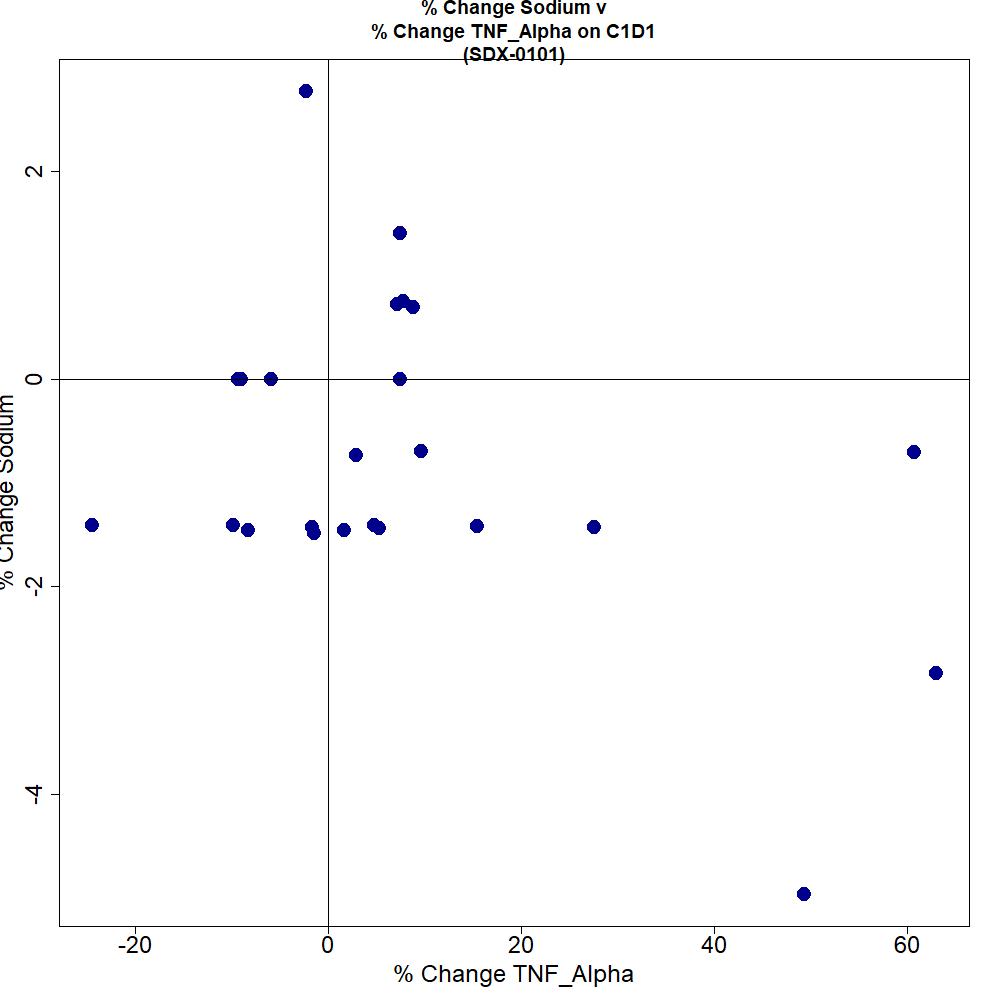 % Change Sodium v
% Change TNF_Alpha on C1D1
(SDX-0101)
2
0
-2
-4
% Change Sodium
-20
0
20
40
60
% Change TNF_Alpha